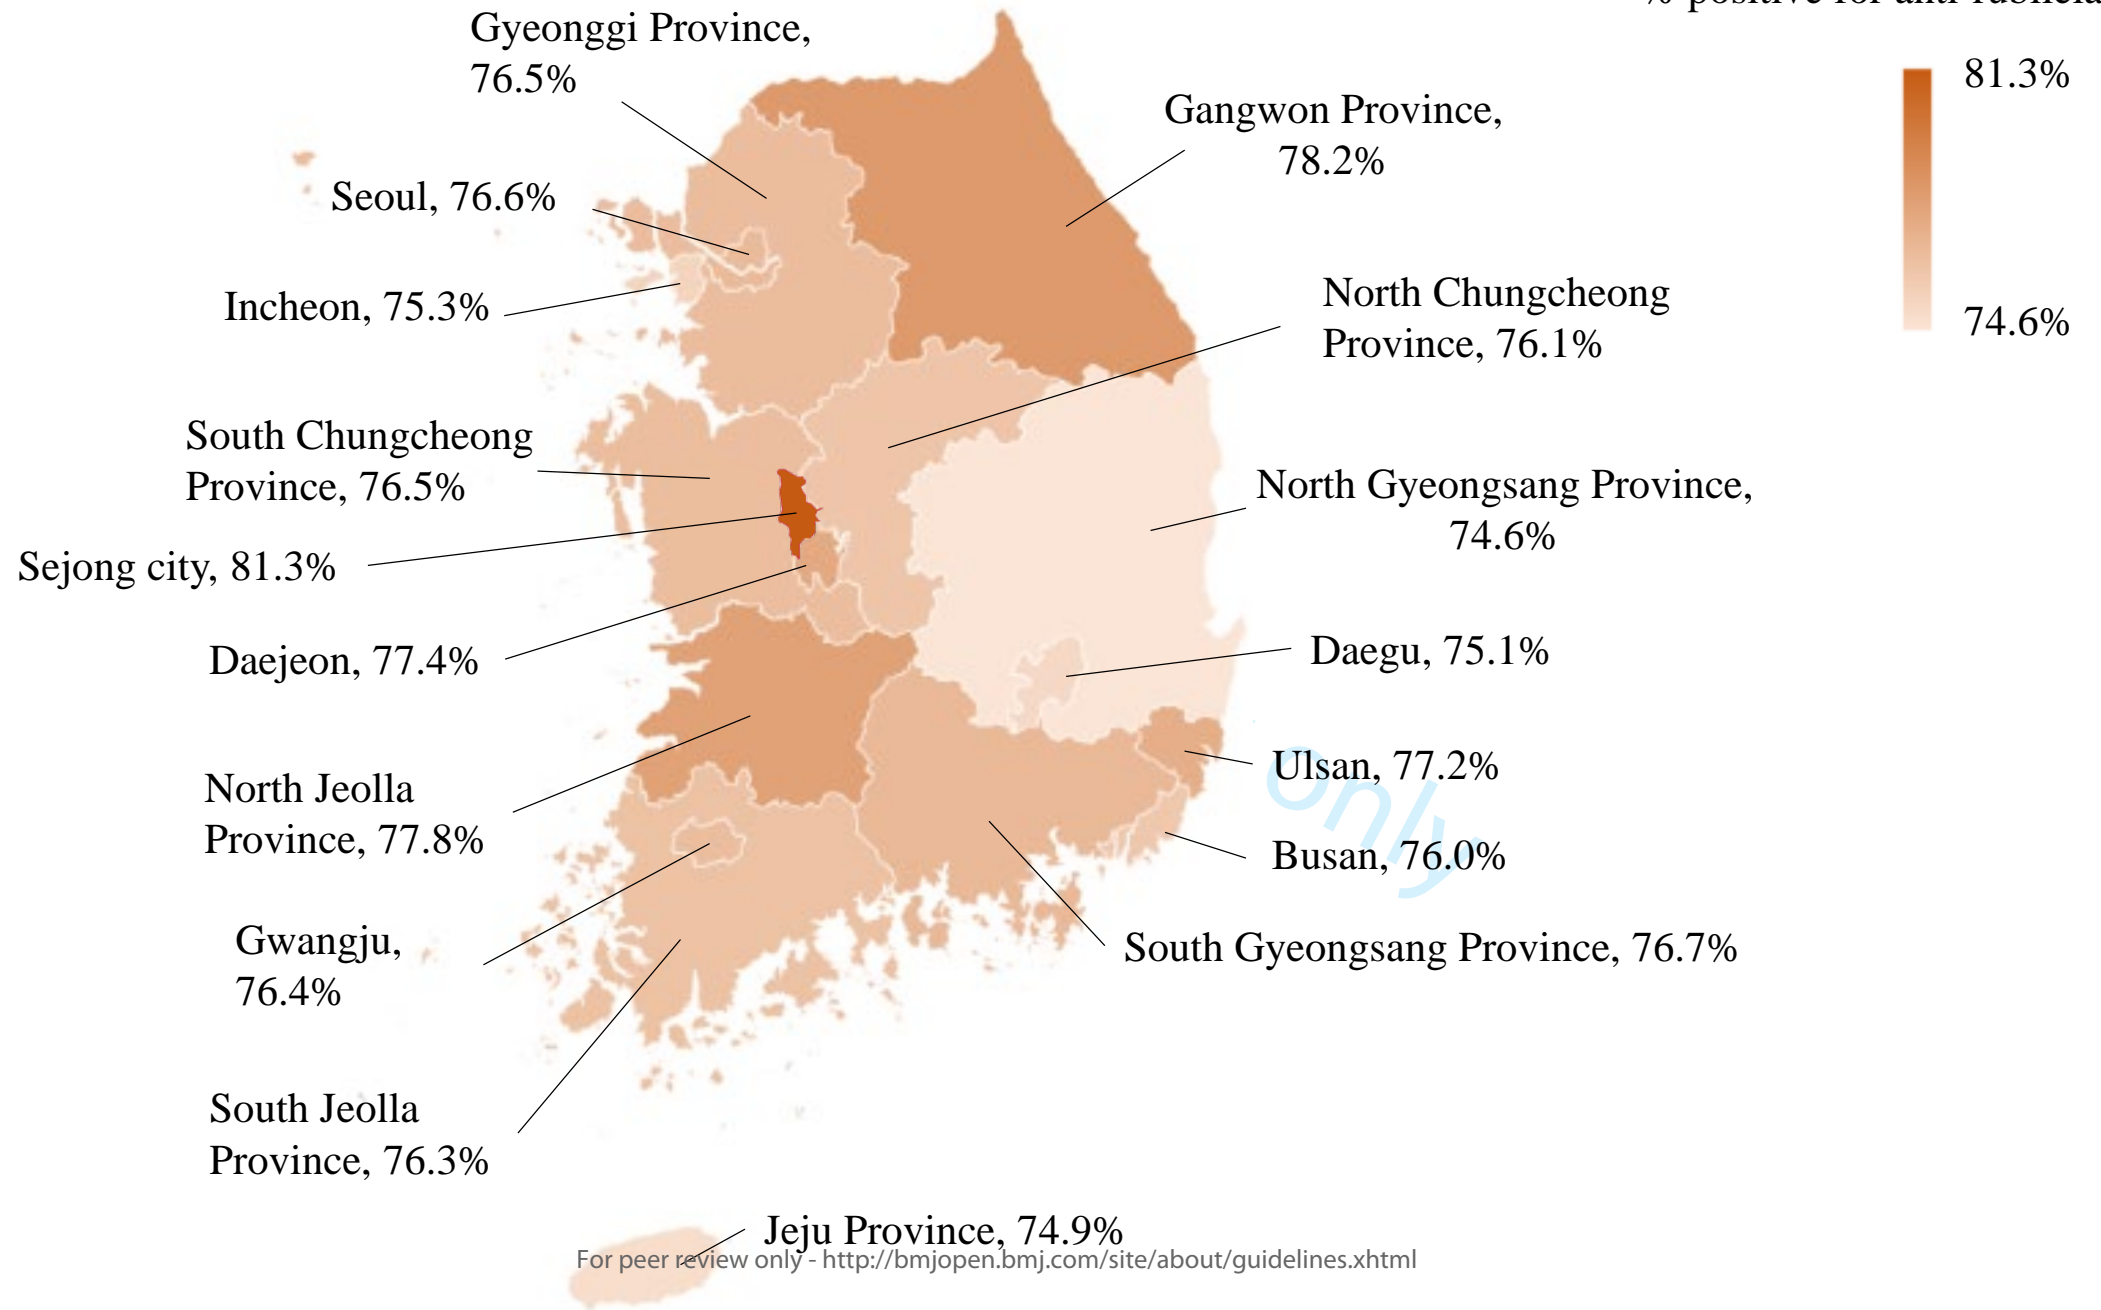 Gyeonggi Province,
76.5%
81.3%
Gangwon Province,
78.2%
Seoul, 76.6%
Incheon, 75.3%
North Chungcheong
Province, 76.1%
74.6%
South Chungcheong
Province, 76.5%
North Gyeongsang Province,
74.6%
Sejong city, 81.3%
Daejeon, 77.4%
Daegu, 75.1%
Ulsan, 77.2%
North Jeolla
Province, 77.8%
Busan, 76.0%
only
Gwangju,
76.4%
South Gyeongsang Province, 76.7%
South Jeolla
Province, 76.3%
Jeju Province, 74.9%
For peer review only - http://bmjopen.bmj.com/site/about/guidelines.xhtml